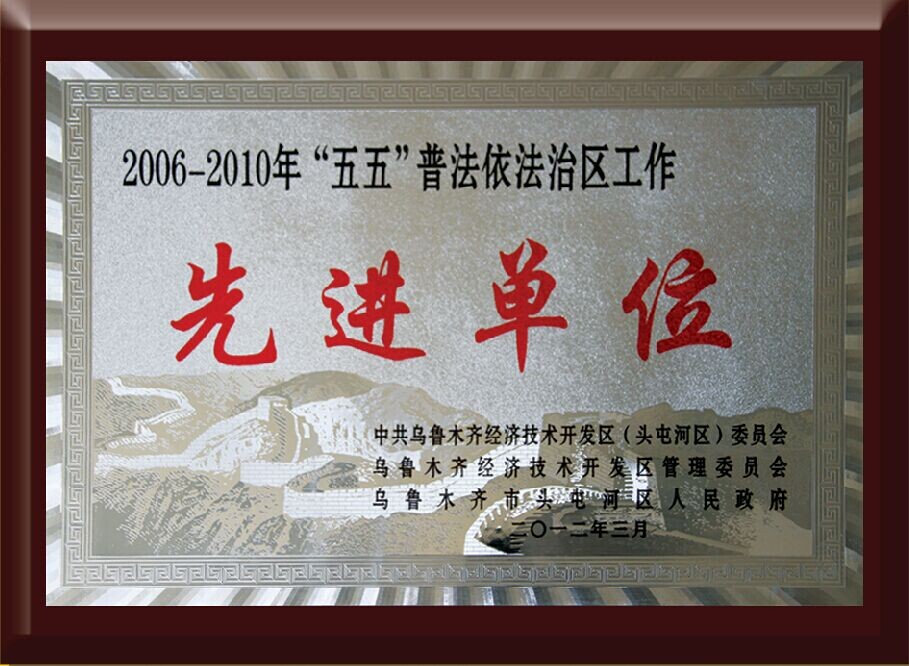 2006-2010年“五五”普法依法治区工作
先进单位
中共乌鲁木齐经济技术开发区（头屯河区）委员会
乌鲁木齐经济技术开发区管理委员会
乌鲁木齐市头屯河区人民政府
二〇一二年三月